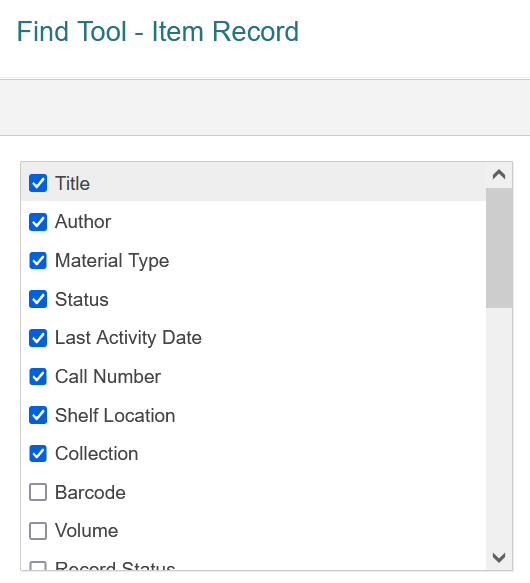 Find Tool - Item Record
Title
Author
Material Type
Status
Last Activity Date
Call Number
Shelf Location
Collection
Barcode
Volume
Record Status